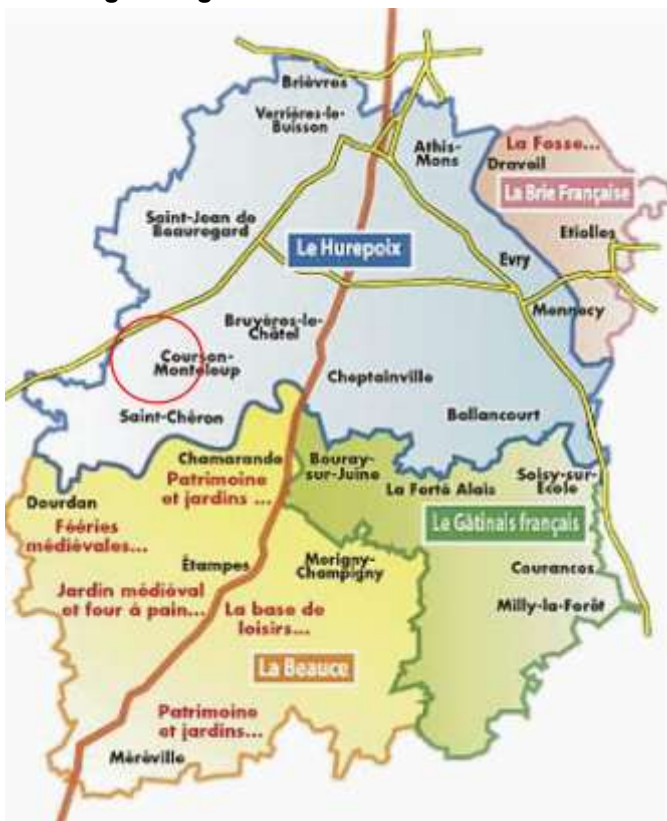 Brièvres
Verrières-le-
Buisson
Athis-
Mons
La Fosse...
Draveil
La Brie Française
Saint-Jean de
Beauregard
Etiolles
Le Hurepoix
Evry
Mennecy
Bruyères-le-
Châtel
Courson-
Monteloup
Cheptainville
Saint-Chéron
Ballancourt
Chamarande
Patrimoine
et jardins ...
Bouray-
sur-Juine
La Ferté Alais
Soisy-sur-
Ecole
Dourdan
Fééries
médiévales...
Le Gâtinais français
Étampes
Morigny-
Champigny
Courances
Jardin médiéval
et four à pain...
La base de
loisirs...
Milly-la-Forêt
La Beauce
Patrimoine
et jardins...
Méréville